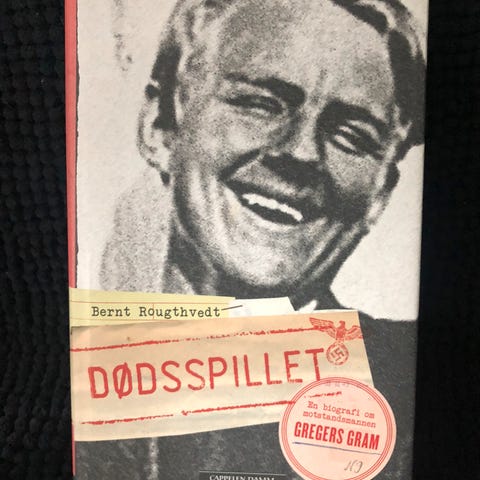 Bernt Rougthvedt
DØDSSPILLET
En biografi om
motstandsmannen
GREGERS GRAM
CAPPELEN DAMM